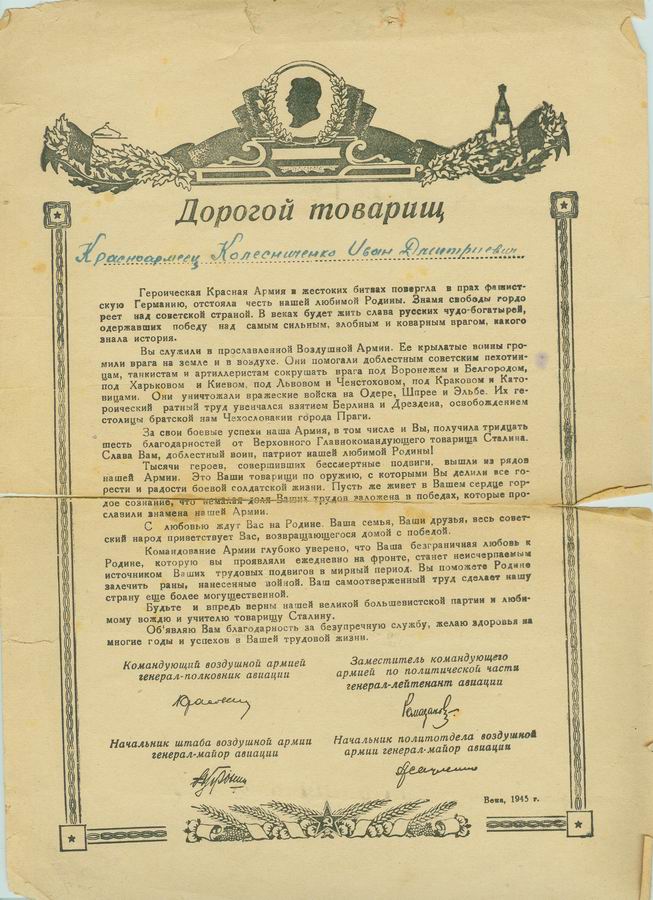 Дорогой товарищ
Красноармеец Колесниченко Иван Дмитриевич
Героическая Красная Армия в жестоких битвах повергла в прах фашист-
скую Германию, отстояла честь нашей любимой Родины. Знамя свободы гордо
реет над советской страной. В веках будет жить слава русских чудо-богатырей,
одержавших победу над самым сильным, злобным и коварным врагом, какого
знала история.
Вы служили в прославленной Воздушной Армии. Ее крылатые воины гро-
мили врага на земле и в воздухе. Они помогали доблестным советским пехотин-
цам, танкистам и артиллеристам сокрушать врага под Воронежем и Белгородом,
под Харьковом и Киевом, под Львовом и Ченстоховом, под Краковом и Като-
вицами. Они уничтожали вражеские войска на Одере, Шпрее и Эльбе. Их ге-
роический ратный труд увенчался взятием Берлина и Дрездена, освобождением
столицы братской нам Чехословакии города Праги.
За свои боевые успехи наша Армия, в том числе и Вы, получила тридцать
шесть благодарностей от Верховного Главнокомандующего товарища Сталина.
Слава Вам, доблестный воин, патриот нашей любимой Родины!
Тысячи героев, совершивших бессмертные подвиги, вышли из рядов
нашей Армии. Это Ваши товарищи по оружию, с которыми Вы делили все го-
рести и радости боевой солдатской жизни. Пусть же живет в Вашем сердце гор-
дое сознание, что немалая доля Ваших трудов заложена в победах, которые про-
славили знамена нашей Армии.
С любовью ждут Вас на Родине. Ваша семья, Ваши друзья, весь совет-
ский народ приветствует Вас, возвращающегося домой с победой.
Командование Армии глубоко уверено, что Ваша безграничная любовь к
Родине, которую вы проявляли ежедневно на фронте, станет неисчерпаемым
источником Ваших трудовых подвигов в мирный период. Вы поможете Родине
залечить раны, нанесенные войной. Ваш самоотверженный труд сделает нашу
страну еще более могущественной.
Будьте и впредь верны нашей великой большевистской партии и люби-
мому вождю и учителю товарищу Сталину.
Об'являю Вам благодарность за безупречную службу, желаю здоровья на
многие годы и успехов в Вашей трудовой жизни.
Командующий воздушной армией
генерал-полковник авиации
Заместитель командующего
армией по политической части
генерал-лейтенант авиации
Начальник штаба воздушной армии
генерал-майор авиации
Начальник политотдела воздушной
армии генерал-майор авиации
Вена, 1945 г.